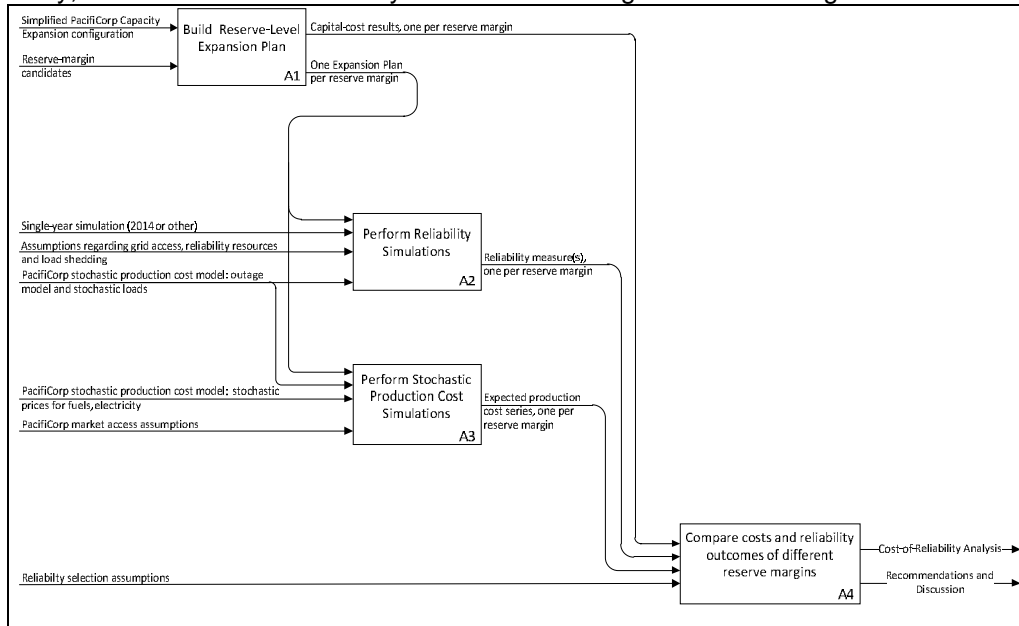 Simplified PacifiCorp Capacity
Expansion configuration
Reserve-margin
candidates
Build Reserve-Level
Expansion Plan
A1
Capital-cost results, one per reserve margin
One Expansion Plan
per reserve margin
Single-year simulation (2014 or other)
Assumptions regarding grid access, reliability resources
and load shedding
PacifiCorp stochastic production cost model: outage
model and stochastic loads
Perform Reliability
Simulations
A2
Reliability measure(s),
one per reserve margin
PacifiCorp stochastic production cost model: stochastic
prices for fuels, electricity
PacifiCorp market access assumptions
Perform Stochastic
Production Cost
Simulations
A3
Expected production
cost series, one per
reserve margin
Reliabilty selection assumptions
Compare costs and reliability
outcomes of different
reserve margins
A4
Cost-of-Reliability Analysis
Recommendations and
Discussion